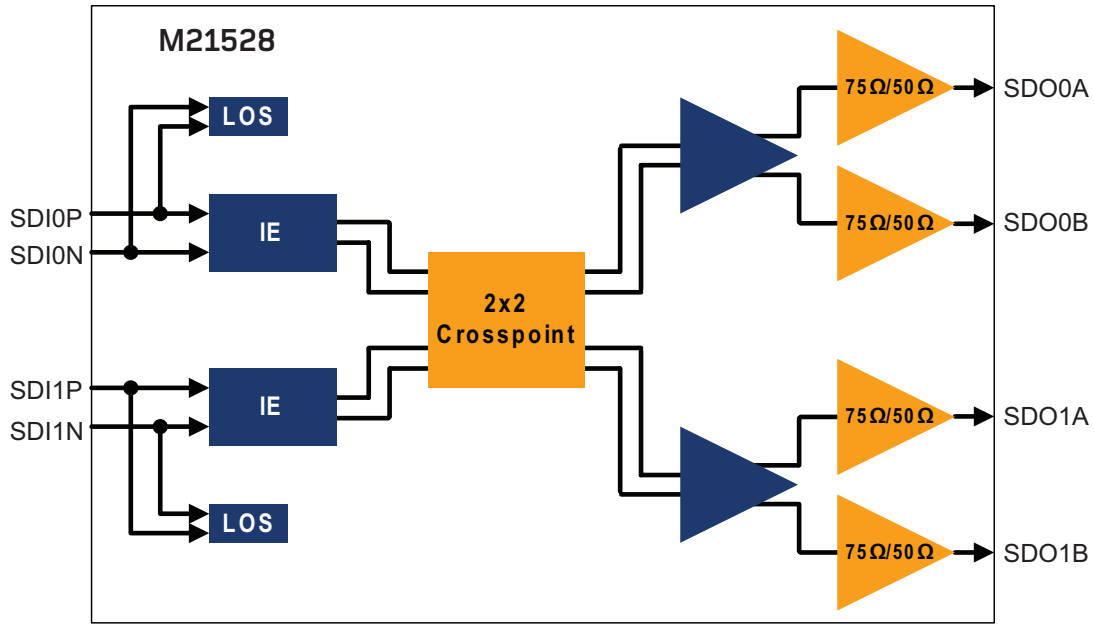 M21528
LOS
SDI0P
SDI0N
IE
2x2
Crosspoint
SDI1P
SDI1N
IE
LOS
75Ω/50Ω
SDO0A
75Ω/50Ω
SDO0B
75Ω/50Ω
SDO1A
75Ω/50Ω
SDO1B